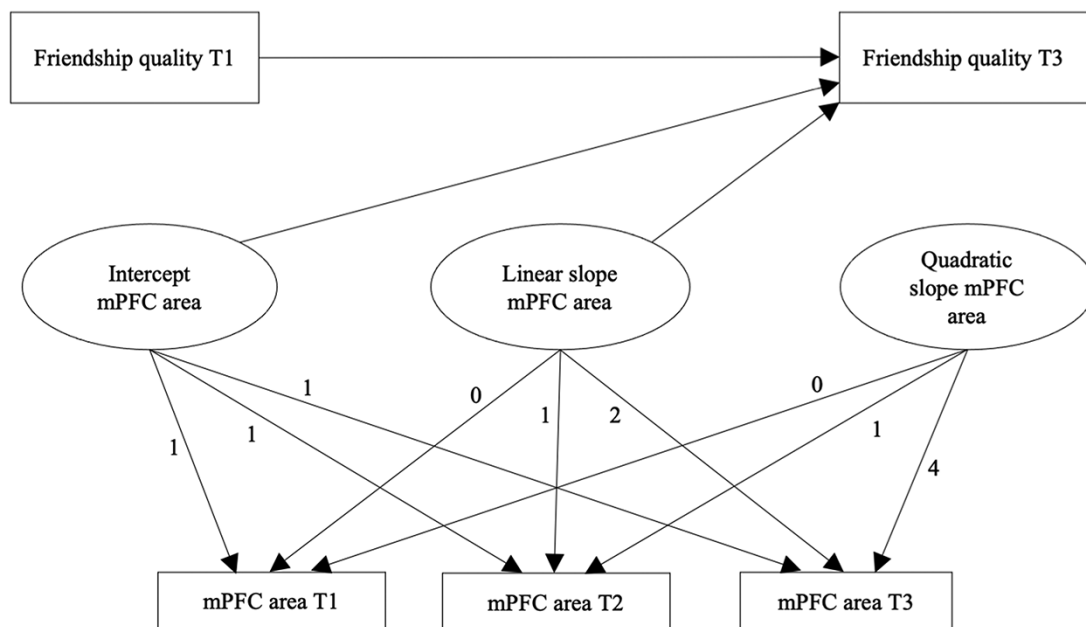 Friendship quality T1
Friendship quality T3
Intercept
mPFC area
Linear slope
mPFC area
Quadratic
slope mPFC
area
1
0
0
1
1
2
1
1
1
4
mPFC area T1
mPFC area T2
mPFC area T3